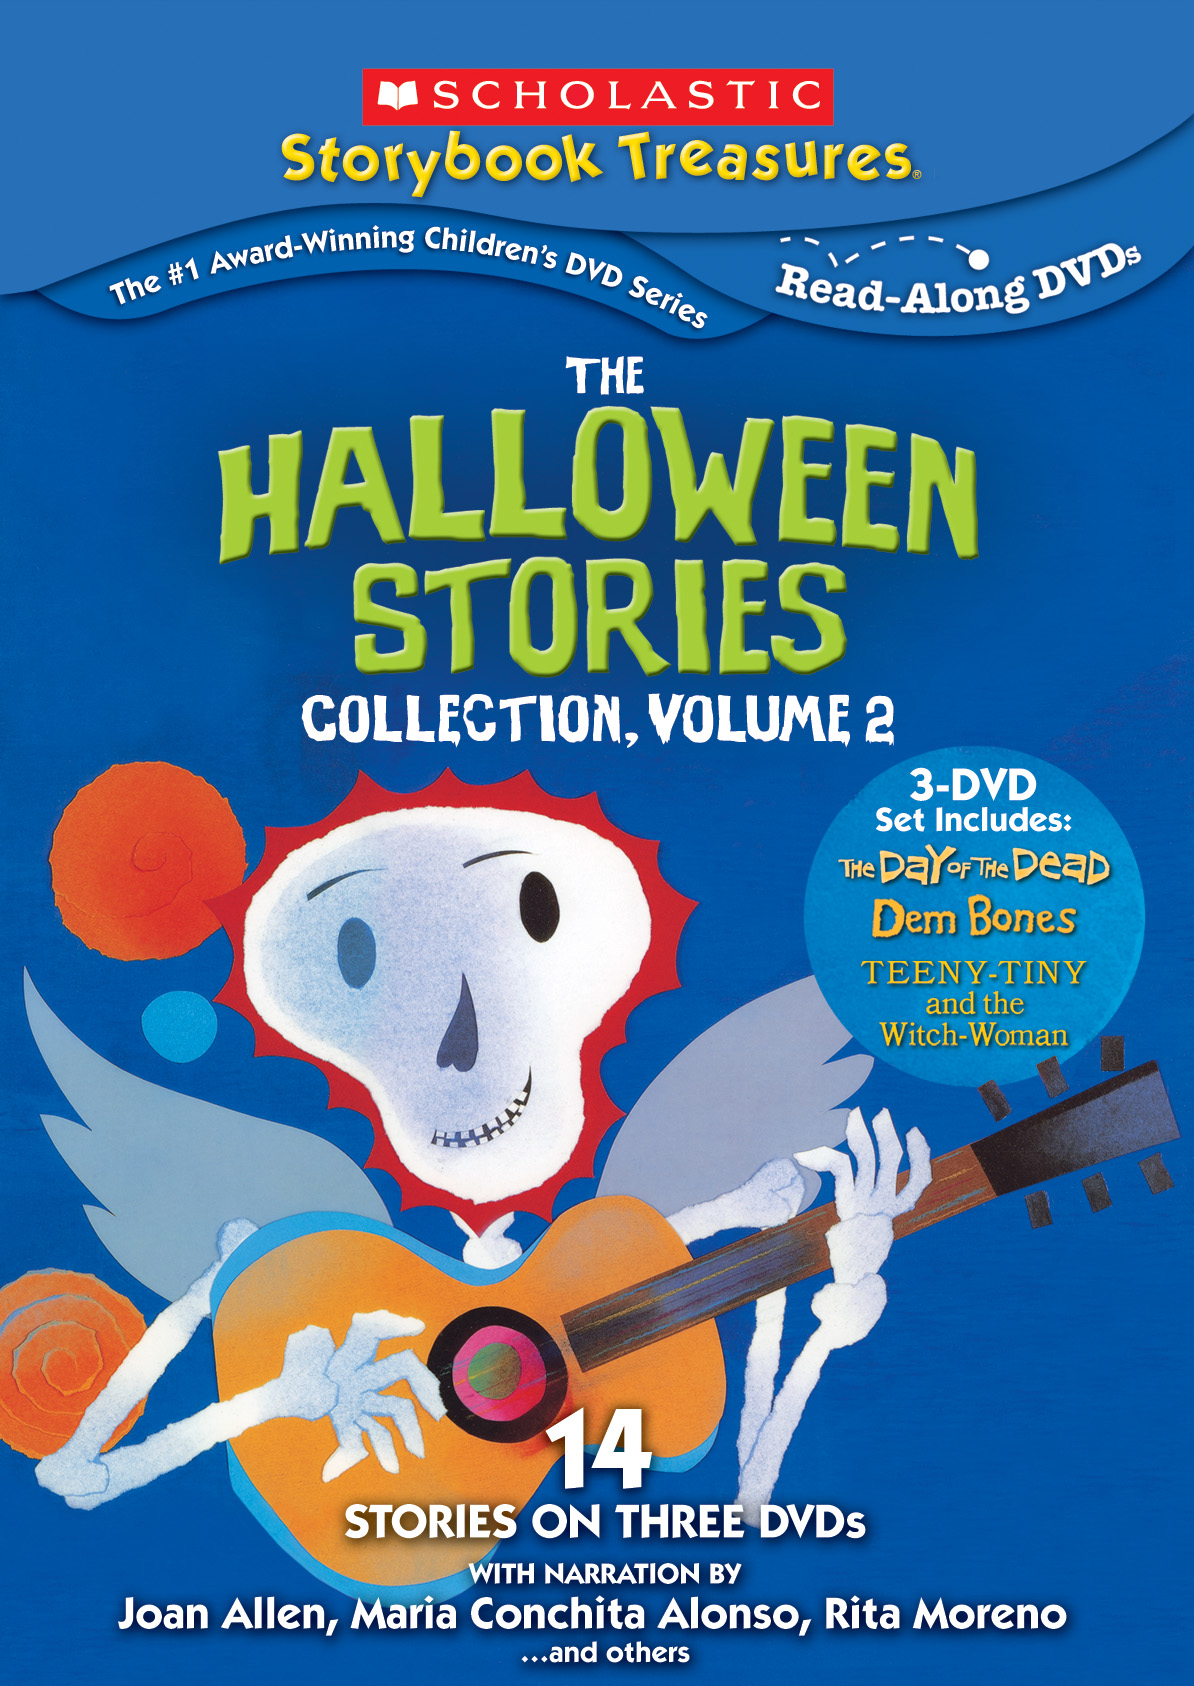 SCHOLASTIC
Storybook Treasures®
The #1 Award-Winning Children's DVD Series
Read-Along DVDs
THE
HALLOWEEN
STORIES
COLLECTION, VOLUME 2
3-DVD
Set Includes:
THE DAY OF THE DEAD
Dem Bones
TEENY-TINY
and the
Witch-Woman
14
STORIES ON THREE DVDs
WITH NARRATION BY
Joan Allen, Maria Conchita Alonso, Rita Moreno
...and others